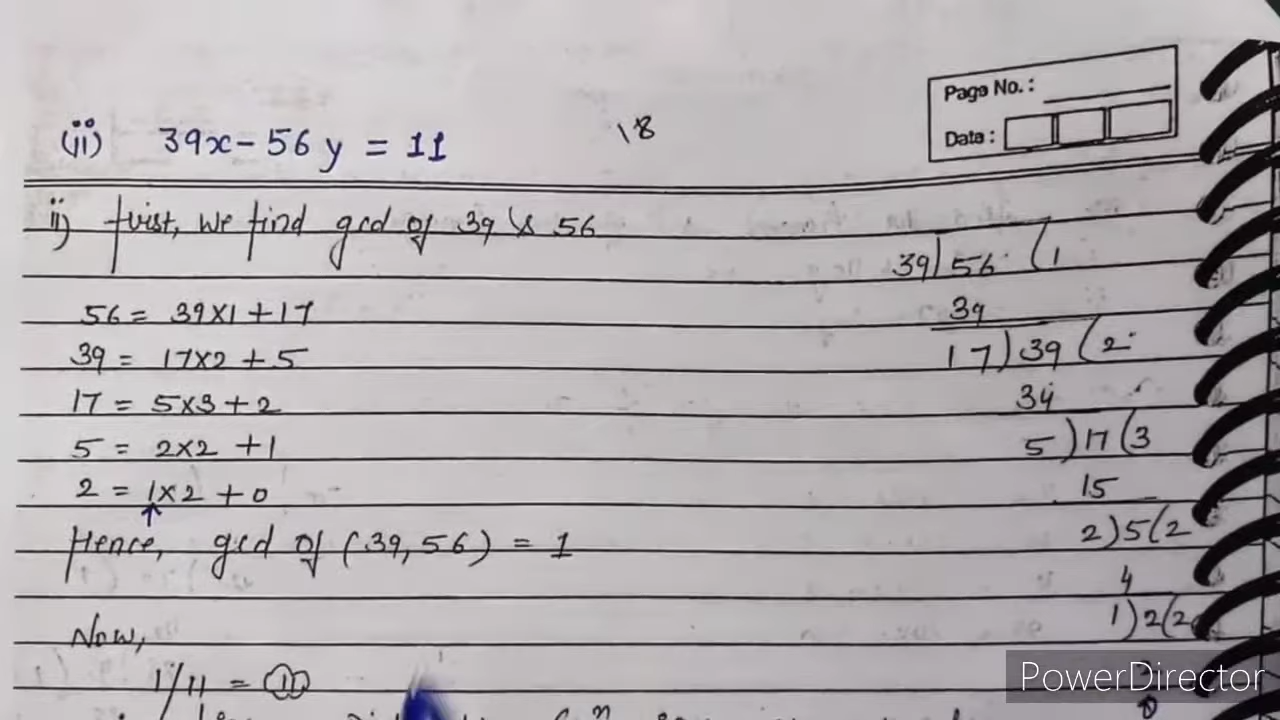 Page No. :
Data :
(ii) 39x - 56y = 11
18
ii) first, we find gcd of 39 & 56
56 = 39×1 + 17
39 = 17×2 + 5
17 = 5×3 + 2
5 = 2×2 + 1
2 = 1×2 + 0
Hence, gcd of (39, 56) = 1
Now,
1/11 =
39)56(1
39
17)39(2
34
5)17(3
15
2)5(2
4
1)2(2
2
0
PowerDirector